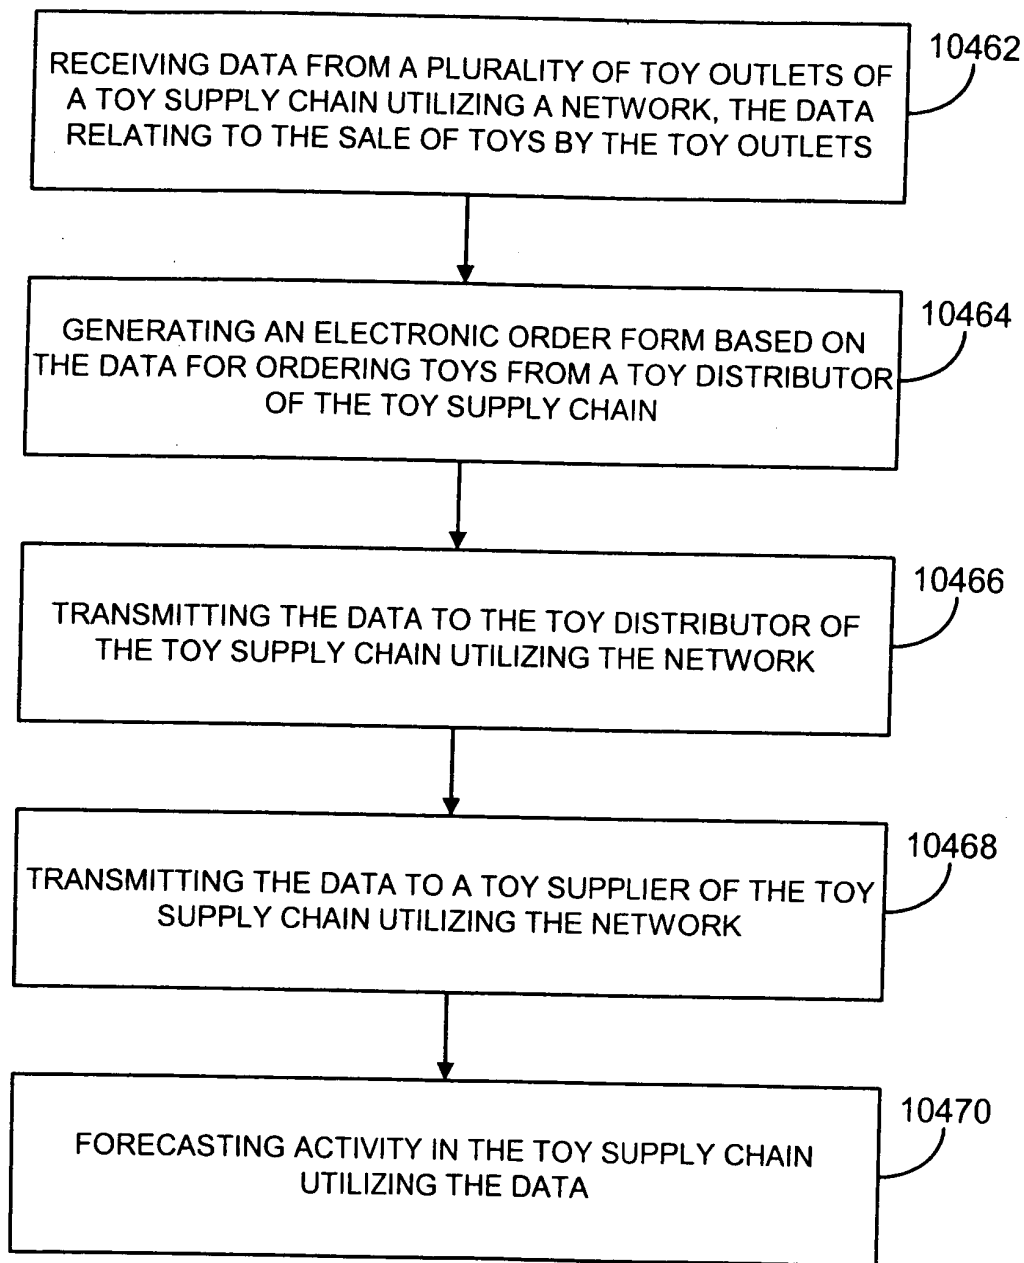 10462
RECEIVING DATA FROM A PLURALITY OF TOY OUTLETS OF
A TOY SUPPLY CHAIN UTILIZING A NETWORK, THE DATA
RELATING TO THE SALE OF TOYS BY THE TOY OUTLETS
10464
GENERATING AN ELECTRONIC ORDER FORM BASED ON
THE DATA FOR ORDERING TOYS FROM A TOY DISTRIBUTOR
OF THE TOY SUPPLY CHAIN
10466
TRANSMITTING THE DATA TO THE TOY DISTRIBUTOR OF
THE TOY SUPPLY CHAIN UTILIZING THE NETWORK
10468
TRANSMITTING THE DATA TO A TOY SUPPLIER OF THE TOY
SUPPLY CHAIN UTILIZING THE NETWORK
10470
FORECASTING ACTIVITY IN THE TOY SUPPLY CHAIN
UTILIZING THE DATA